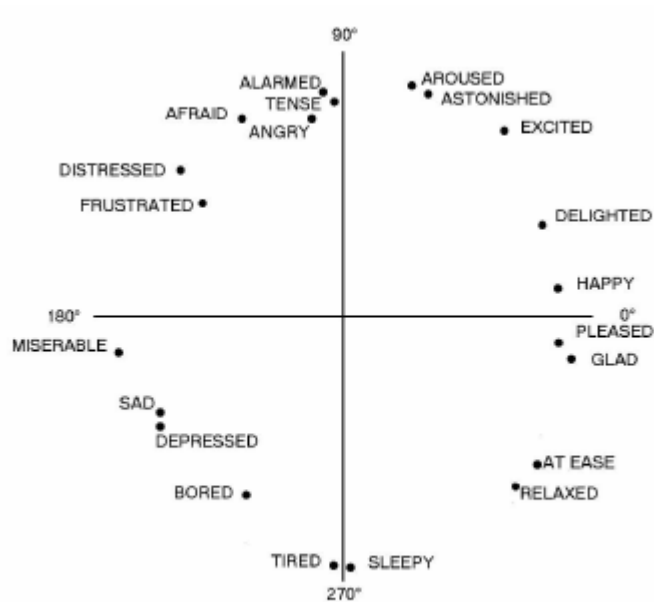 90°
ALARMED
AROUSED
TENSE
ASTONISHED
AFRAID
ANGRY
EXCITED
DISTRESSED
FRUSTRATED
DELIGHTED
HAPPY
180°
0°
PLEASED
MISERABLE
GLAD
SAD
DEPRESSED
AT EASE
BORED
RELAXED
TIRED
SLEEPY
270°